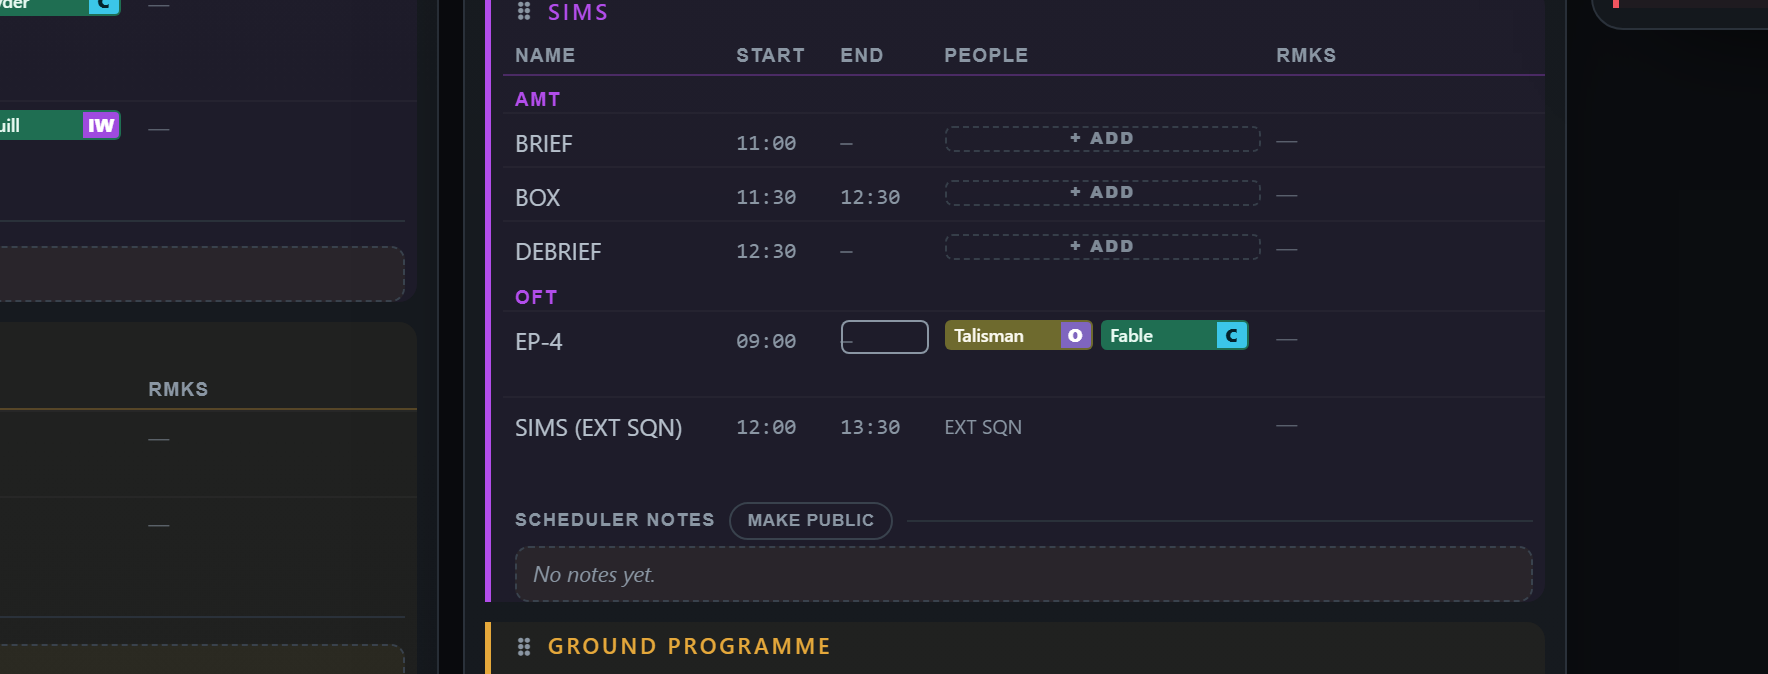 C
—
IW
—
RMKS
—
—
SIMS
NAME START END PEOPLE RMKS
AMT
BRIEF 11:00 – + ADD —
BOX 11:30 12:30 + ADD —
DEBRIEF 12:30 – + ADD —
OFT
EP-4 09:00 – Talisman O Fable C —
SIMS (EXT SQN) 12:00 13:30 EXT SQN —
SCHEDULER NOTES MAKE PUBLIC
No notes yet.
GROUND PROGRAMME